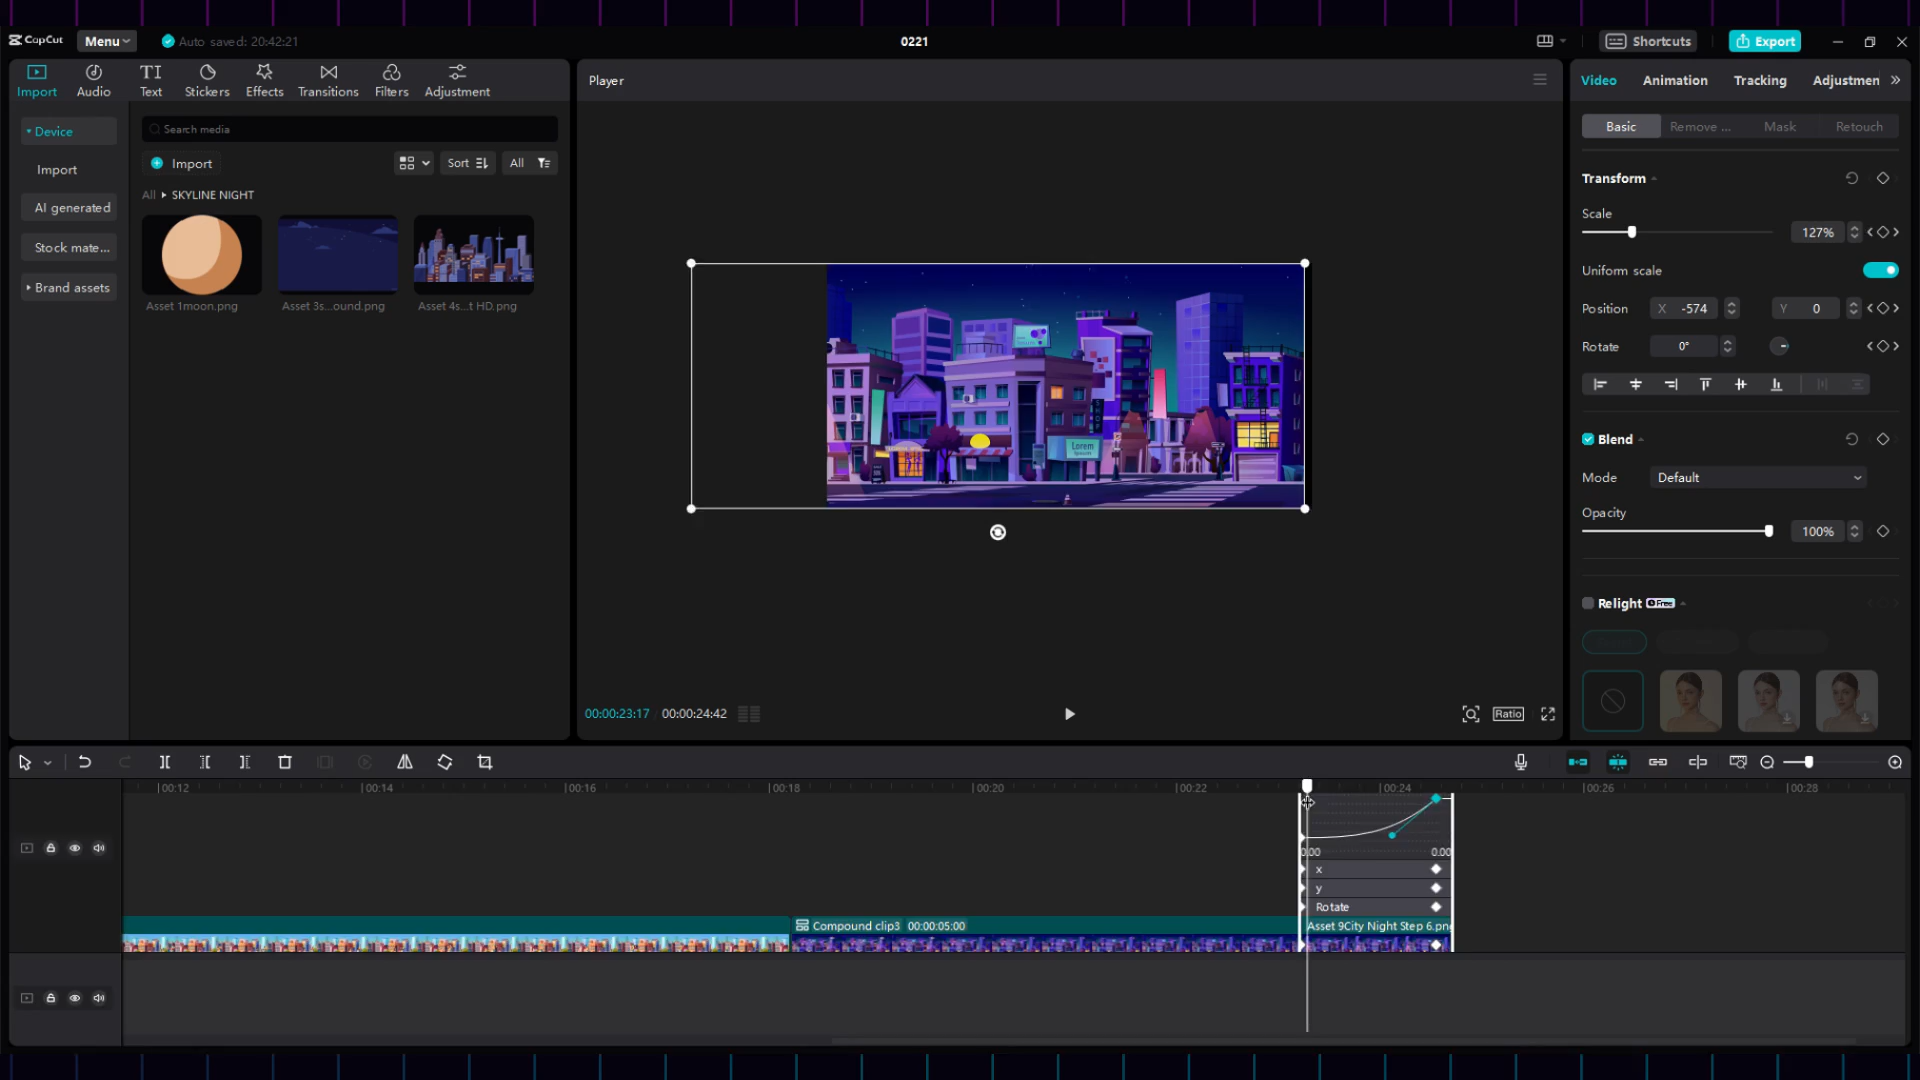 CapCut
Menu
Auto saved: 20:42:21
0221
Shortcuts
Export
Import
Audio
TI
Text
Stickers
Effects
Transitions
Filters
Adjustment
Player
Video
Animation
Tracking
Adjustmen
Device
Import
AI generated
Stock mate...
Brand assets
Search media
Import
Sort
All
All
SKYLINE NIGHT
Asset 1moon.png
Asset 3s...ound.png
Asset 4s...t HD.png
Lorem
Basic
Remove ...
Mask
Retouch
Transform
Scale
127%
Uniform scale
Position
X -574
Y 0
Rotate
0°
Blend
Mode
Default
Opacity
100%
Relight
Free
00:00:23:17
00:00:24:42
Ratio
00:12
00:14
00:16
00:18
00:20
00:22
00:24
00:26
00:28
0.00
0.00
x
y
Rotate
Compound clip3 00:00:05:00
Asset 9City Night Step 6.png